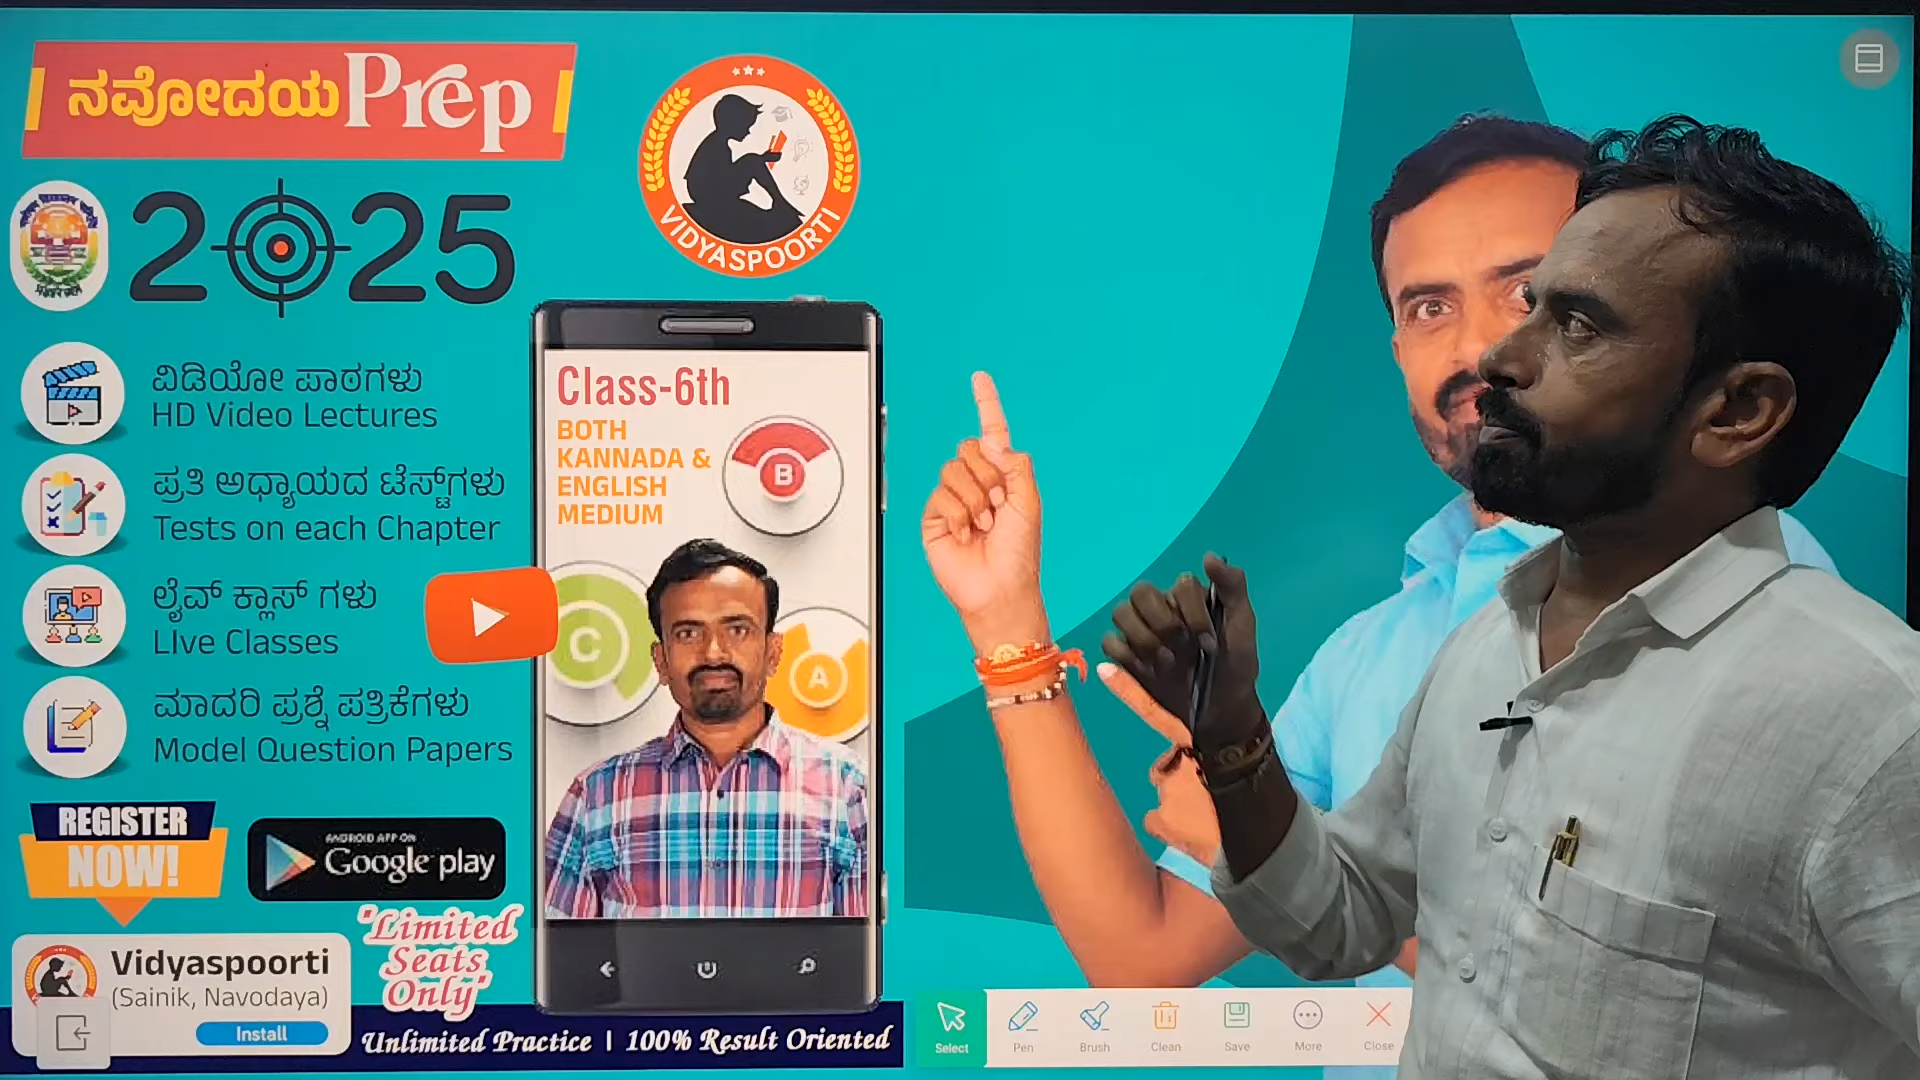 ನವೋದಯ Prep
VIDYASPOORTI
2025
ವಿಡಿಯೋ ಪಾಠಗಳು
HD Video Lectures
ಪ್ರತಿ ಅಧ್ಯಾಯದ ಟೆಸ್ಟ್‌ಗಳು
Tests on each Chapter
ಲೈವ್ ಕ್ಲಾಸ್ ಗಳು
LIve Classes
ಮಾದರಿ ಪ್ರಶ್ನೆ ಪತ್ರಿಕೆಗಳು
Model Question Papers
Class-6th
BOTH
KANNADA &
ENGLISH
MEDIUM
B
C
A
REGISTER
NOW!
ANDROID APP ON
Google play
"Limited
Seats
Only"
Vidyaspoorti
(Sainik, Navodaya)
Install
Unlimited Practice | 100% Result Oriented
Select
Pen
Brush
Clean
Save
More
Close